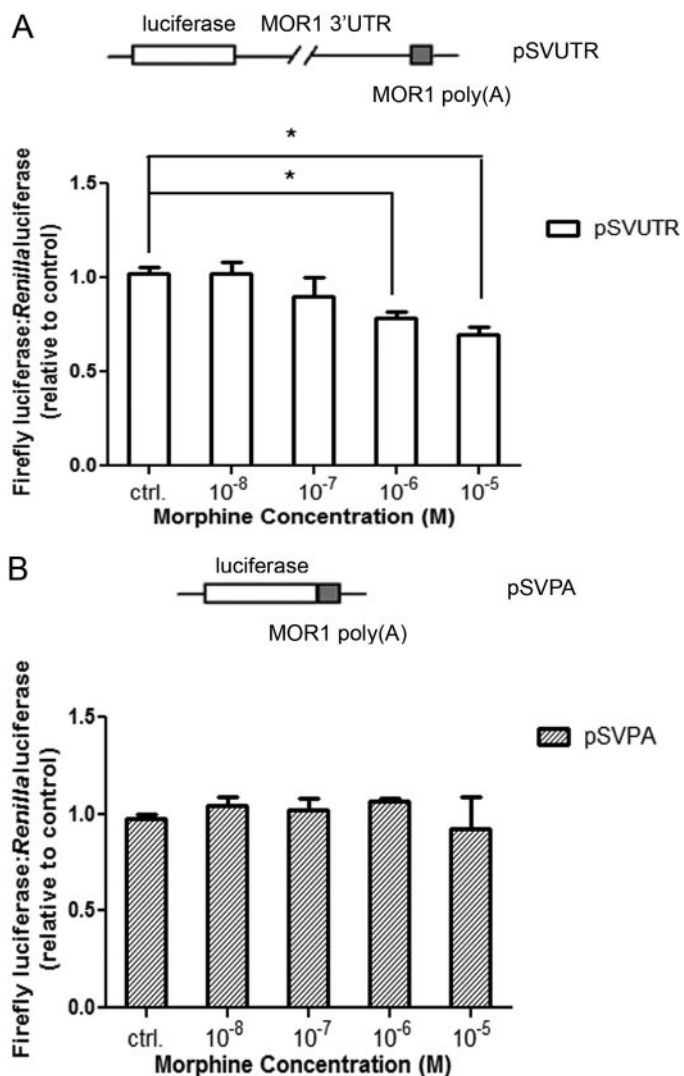 A
luciferase MOR1 3'UTR pSVUTR
MOR1 poly(A)
*
*
Firefly luciferase:Renilla luciferase
(relative to control)
1.5
1.0
0.5
0.0
ctrl. 10⁻⁸ 10⁻⁷ 10⁻⁶ 10⁻⁵
Morphine Concentration (M)
pSVUTR
B
luciferase pSVPA
MOR1 poly(A)
Firefly luciferase:Renilla luciferase
(relative to control)
1.5
1.0
0.5
0.0
ctrl. 10⁻⁸ 10⁻⁷ 10⁻⁶ 10⁻⁵
Morphine Concentration (M)
pSVPA